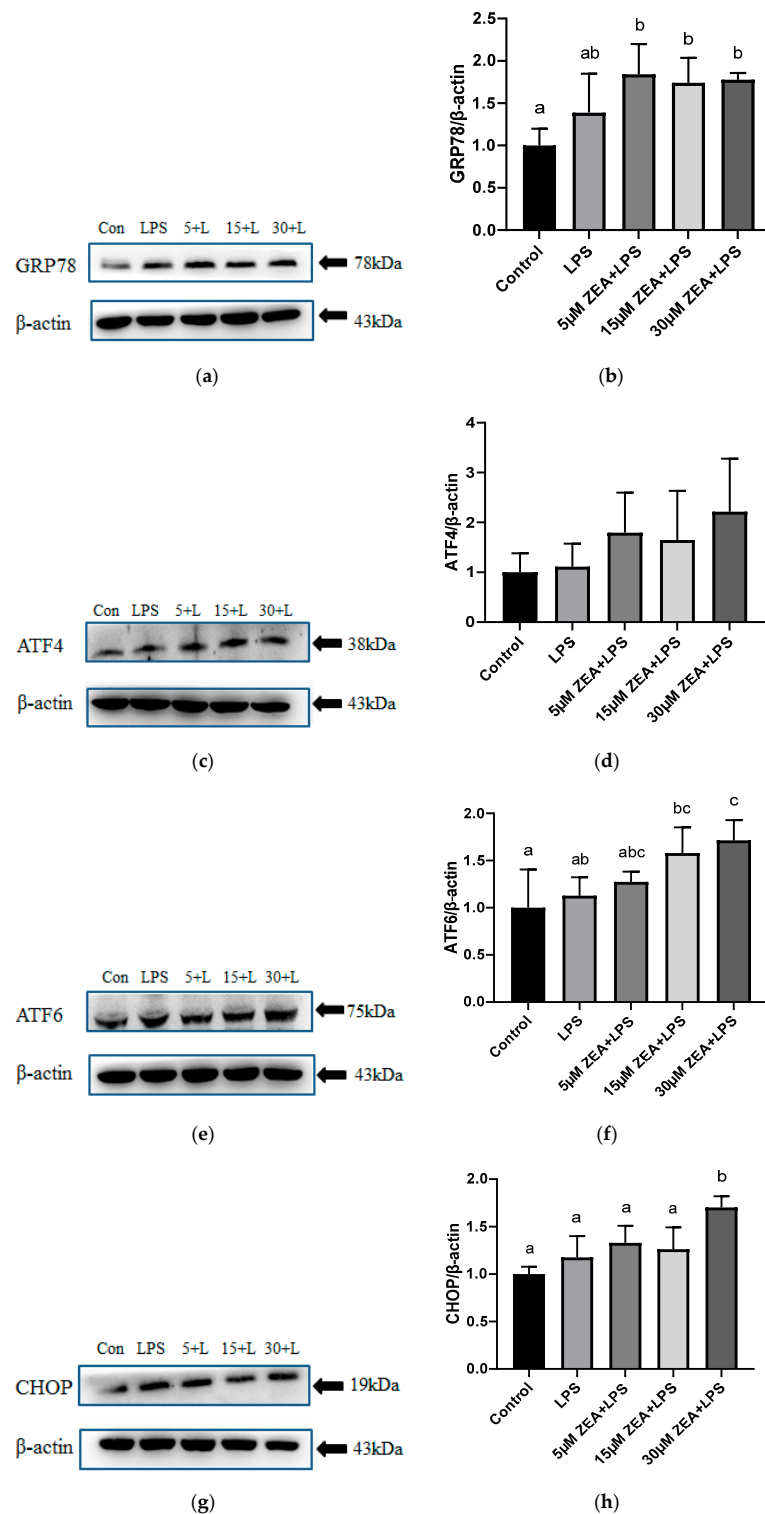 Con LPS 5+L 15+L 30+L
GRP78
78kDa
β-actin
43kDa
(a)
GRP78/β-actin
2.5
2.0
1.5
1.0
0.5
0.0
a
ab
b
b
b
Control
LPS
5μM ZEA+LPS
15μM ZEA+LPS
30μM ZEA+LPS
(b)
Con LPS 5+L 15+L 30+L
ATF4
38kDa
β-actin
43kDa
(c)
ATF4/β-actin
4
3
2
1
0
Control
LPS
5μM ZEA+LPS
15μM ZEA+LPS
30μM ZEA+LPS
(d)
Con LPS 5+L 15+L 30+L
ATF6
75kDa
β-actin
43kDa
(e)
ATF6/β-actin
2.0
1.5
1.0
0.5
0.0
a
ab
abc
bc
c
Control
LPS
5μM ZEA+LPS
15μM ZEA+LPS
30μM ZEA+LPS
(f)
Con LPS 5+L 15+L 30+L
CHOP
19kDa
β-actin
43kDa
(g)
CHOP/β-actin
2.0
1.5
1.0
0.5
0.0
a
a
a
a
b
Control
LPS
5μM ZEA+LPS
15μM ZEA+LPS
30μM ZEA+LPS
(h)